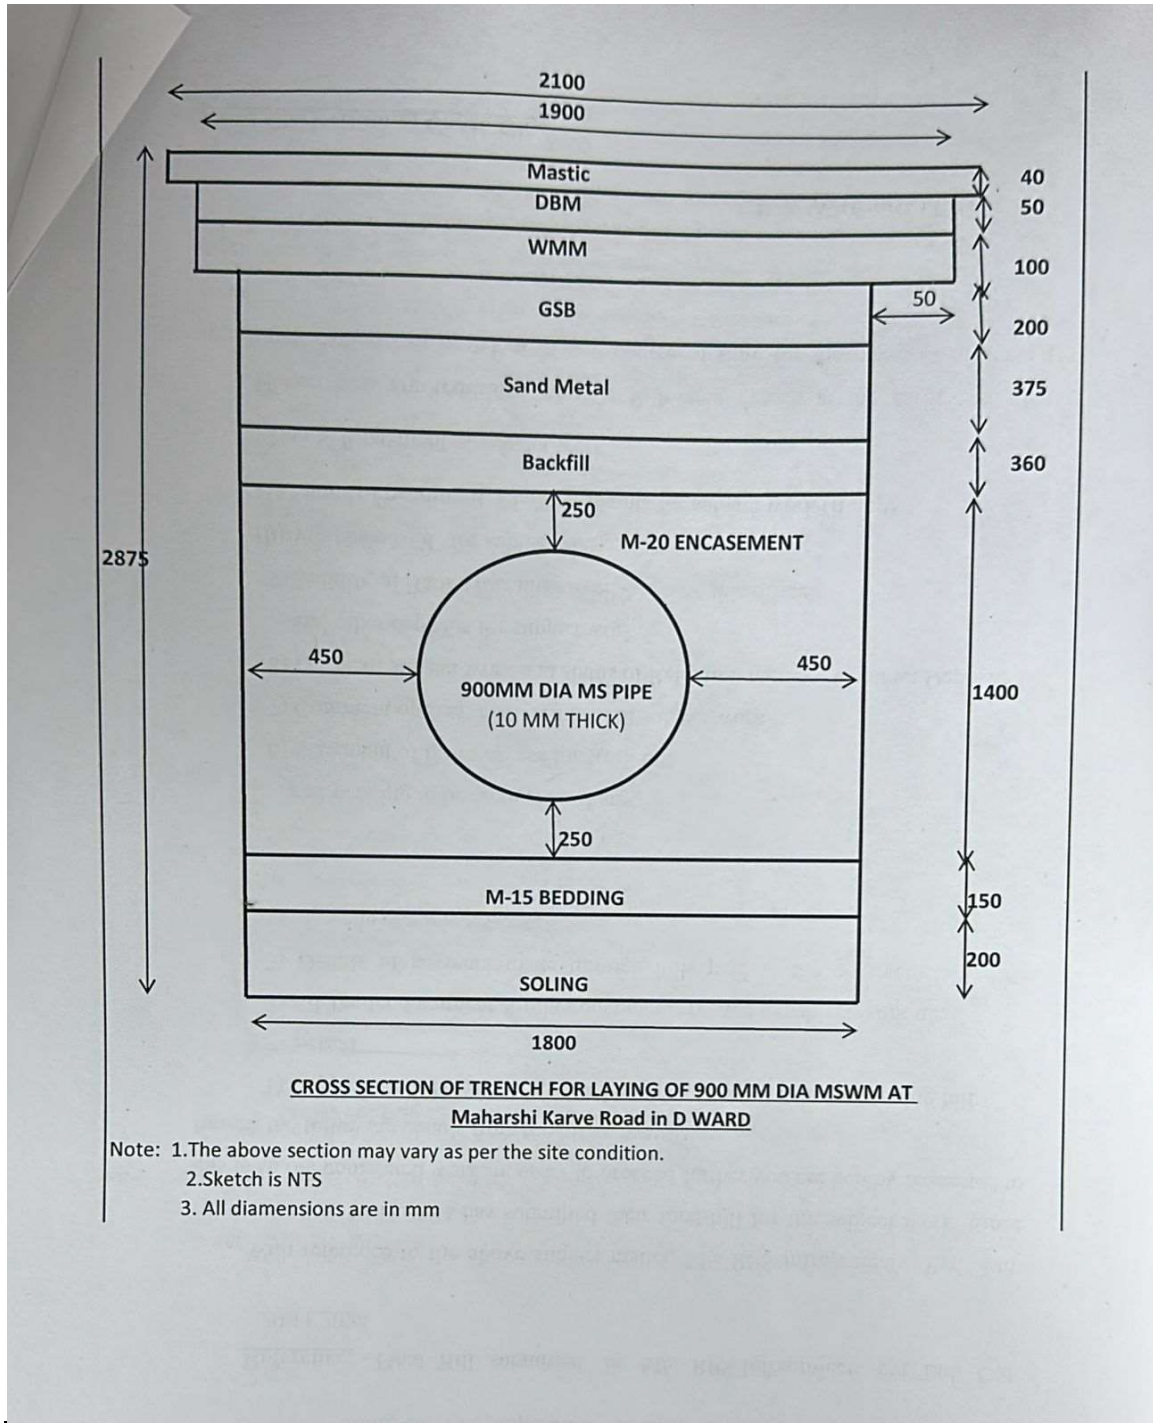 2100
1900
Mastic
40
DBM
50
WMM
100
50
GSB
200
Sand Metal
375
Backfill
360
250
M-20 ENCASEMENT
2875
450
450
900MM DIA MS PIPE
1400
(10 MM THICK)
250
M-15 BEDDING
150
200
SOLING
1800
CROSS SECTION OF TRENCH FOR LAYING OF 900 MM DIA MSWM AT
Maharshi Karve Road in D WARD
Note: 1.The above section may vary as per the site condition.
2.Sketch is NTS
3. All diamensions are in mm